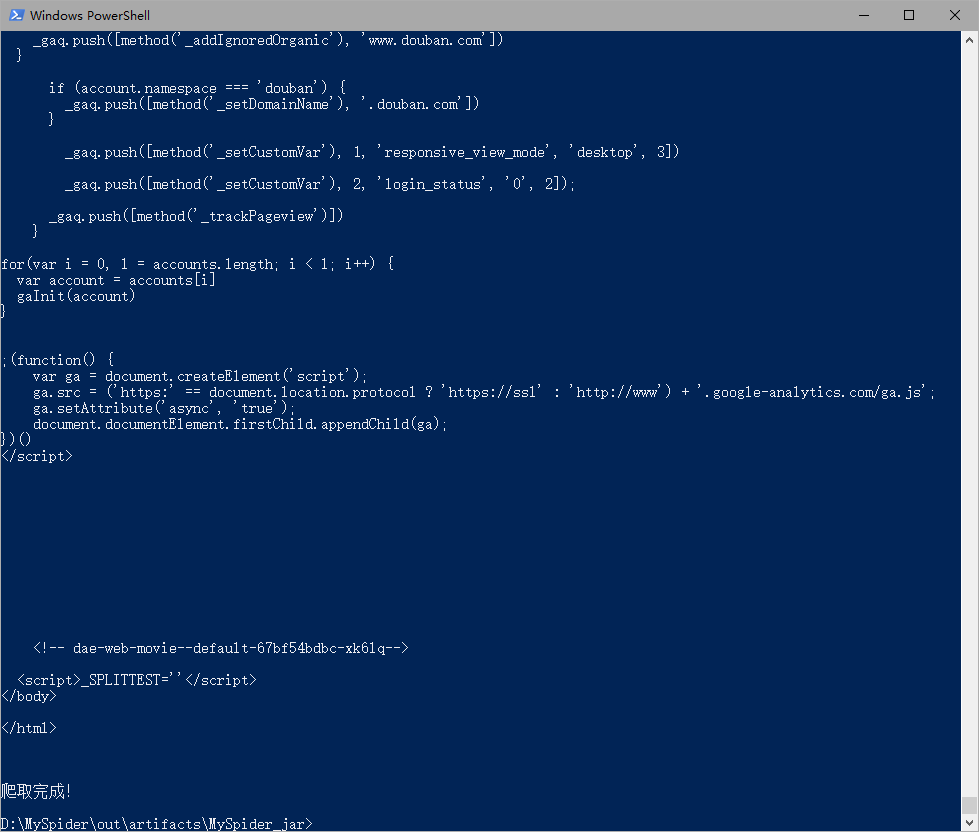 Windows PowerShell
_gaq.push([method('_addIgnoredOrganic'), 'www.douban.com'])
}
if (account.namespace === 'douban') {
_gaq.push([method('_setDomainName'), '.douban.com'])
}
_gaq.push([method('_setCustomVar'), 1, 'responsive_view_mode', 'desktop', 3])
_gaq.push([method('_setCustomVar'), 2, 'login_status', '0', 2]);
_gaq.push([method('_trackPageview')])
}
for(var i = 0, l = accounts.length; i < l; i++) {
var account = accounts[i]
gaInit(account)
}
;(function() {
var ga = document.createElement('script');
ga.src = ('https:' == document.location.protocol ? 'https://ssl' : 'http://www') + '.google-analytics.com/ga.js';
ga.setAttribute('async', 'true');
document.documentElement.firstChild.appendChild(ga);
})()
</script>
<!-- dae-web-movie--default-67bf54bdbc-xk6lq-->
<script>_SPLITTEST=''</script>
</body>
</html>
爬取完成!
D:\MySpider\out\artifacts\MySpider_jar>